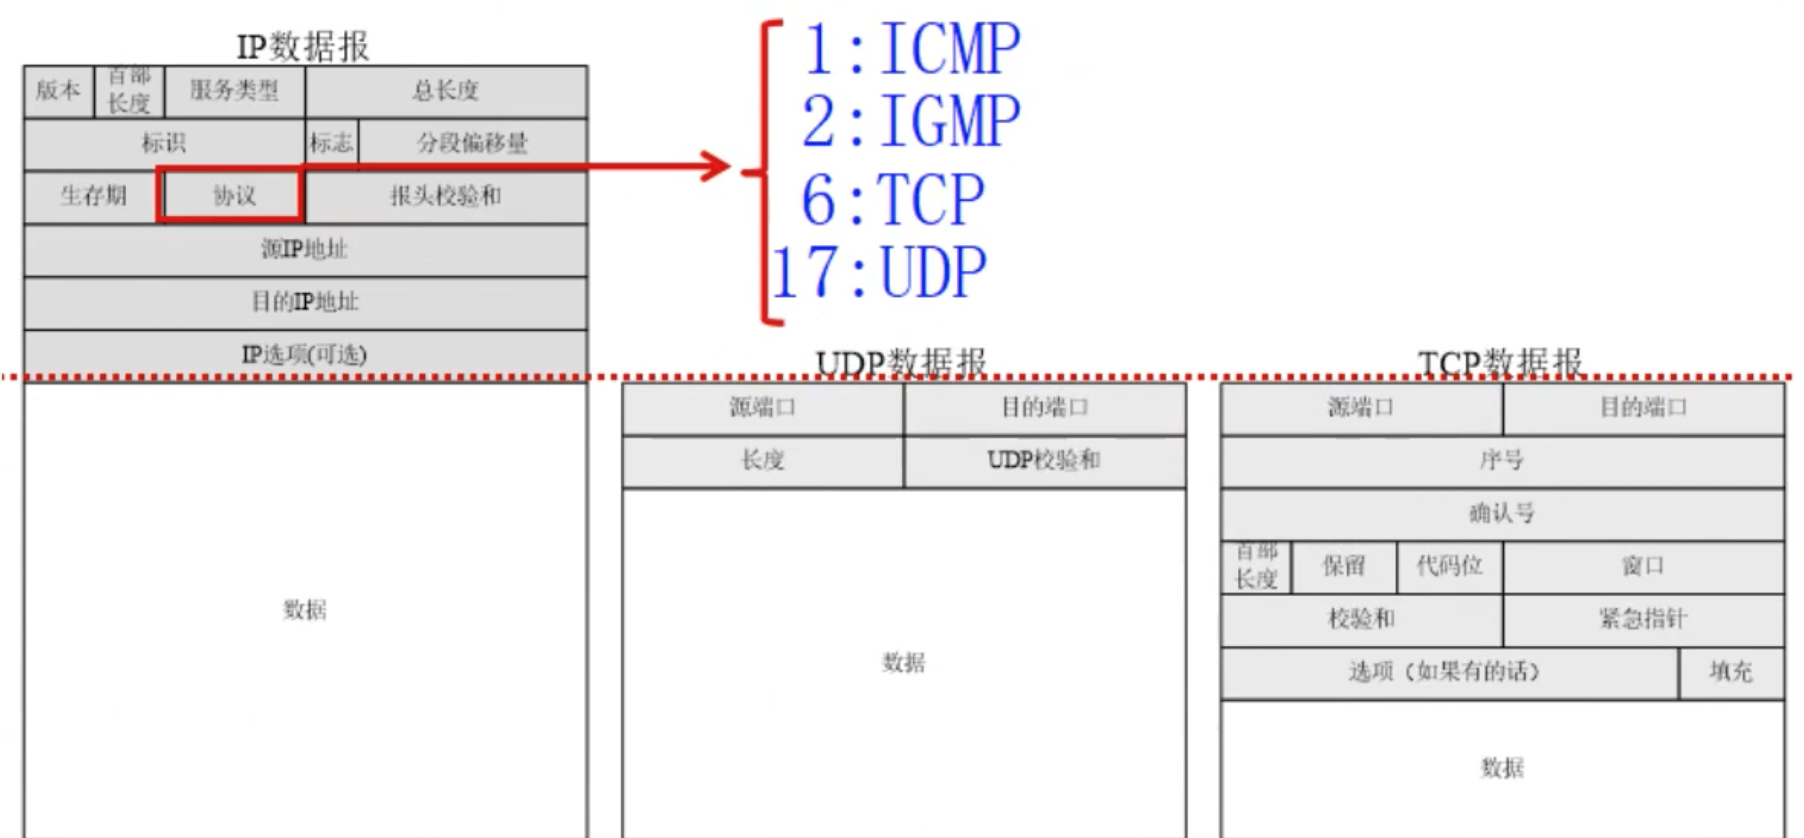 IP数据报
版本 首部长度 服务类型 总长度
标识 标志 分段偏移量
生存期 协议 报头校验和
源IP地址
目的IP地址
IP选项(可选)
数据
1:ICMP
2:IGMP
6:TCP
17:UDP
UDP数据报
源端口 目的端口
长度 UDP校验和
数据
TCP数据报
源端口 目的端口
序号
确认号
首部长度 保留 代码位 窗口
校验和 紧急指针
选项（如果有的话） 填充
数据